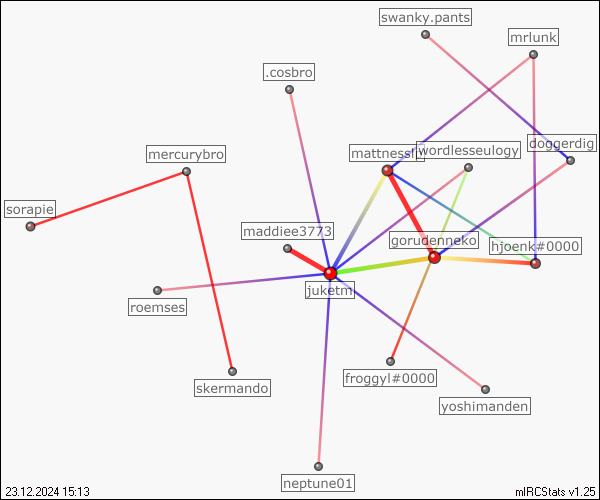 swanky.pants
mrlunk
.cosbro
doggerdig
wordlesseulogy
mercurybro
sorapie
maddiee3773
gorudenneko
hjoenk#0000
juketm
roemses
froggyl#0000
skermando
yoshimanden
neptune01
23.12.2024 15:13
mIRCStats v1.25